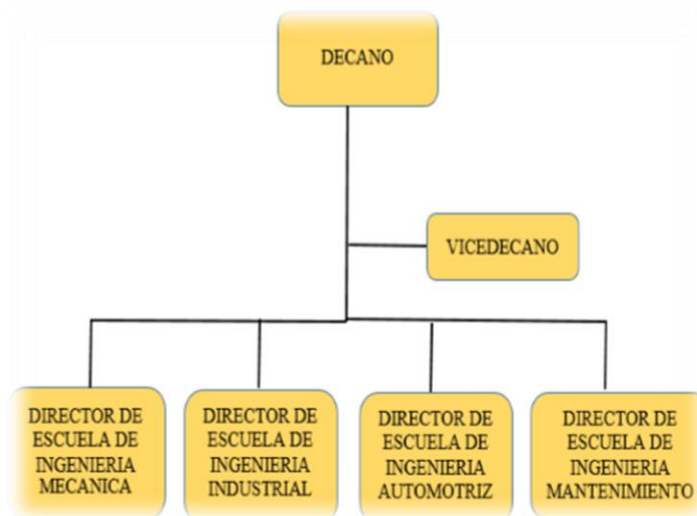 DECANO
VICEDECANO
DIRECTOR DE
ESCUELA DE
INGENIERIA
MECANICA
DIRECTOR DE
ESCUELA DE
INGENIERIA
INDUSTRIAL
DIRECTOR DE
ESCUELA DE
INGENIERIA
AUTOMOTRIZ
DIRECTOR DE
ESCUELA DE
INGENIERIA
MANTENIMIENTO